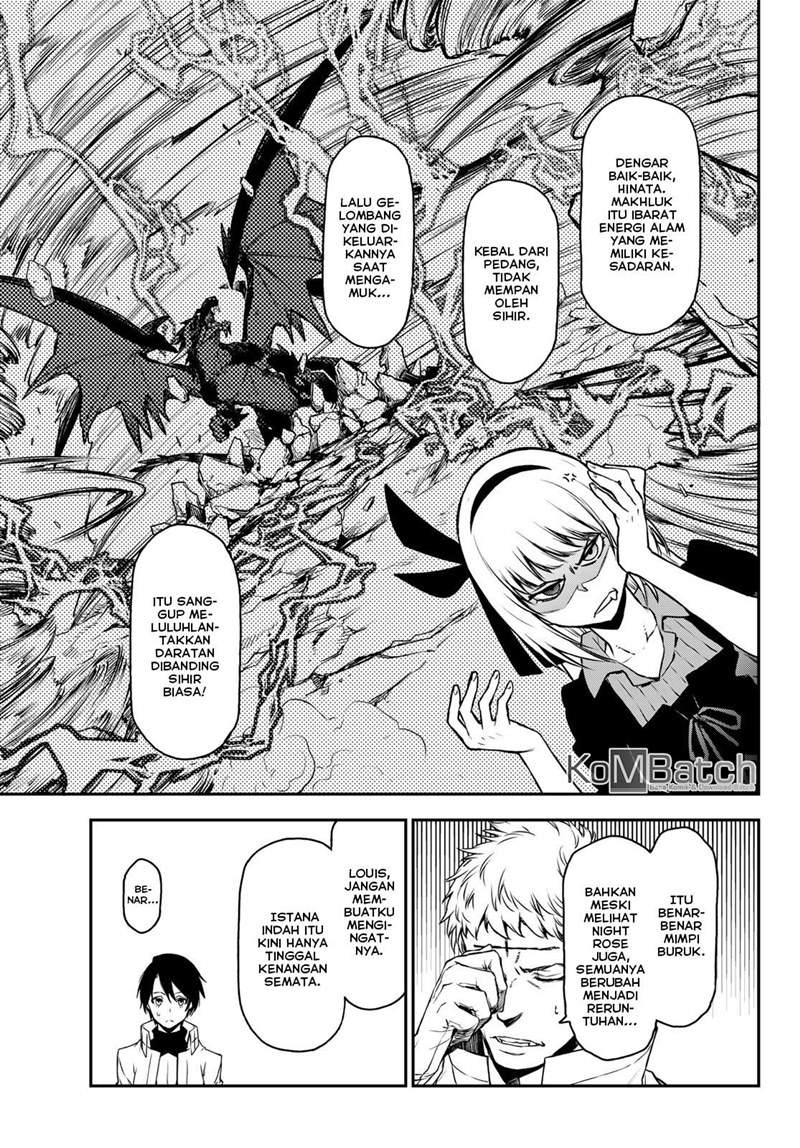 DENGAR
BAIK-BAIK,
HINATA.
MAKHLUK
ITU IBARAT
ENERGI ALAM
YANG ME-
MILIKI KE-
SADARAN.
KEBAL DARI
PEDANG,
TIDAK
MEMPAN
OLEH
SIHIR.
LALU GE-
LOMBANG
YANG DI-
KELUAR-
KANNYA
SAAT
MENGA-
MUK...
ITU SANG-
GUP ME-
LULUHLAN-
TAKKAN
DARATAN
DIBANDING
SIHIR
BIASA!
KoMBatch
ITU
BENAR-
BENAR
MIMPI
BURUK.
BAHKAN
MESKI
MELIHAT
NIGHT
ROSE
JUGA,
SEMUANYA
BERUBAH
MENJADI
RERUN-
TUHAN...
LOUIS,
JANGAN
MEM-
BUATKU
MENGI-
NGAT-
NYA.
ISTANA
INDAH ITU
KINI HANYA
TINGGAL
KENANGAN
SEMATA.
BE-
NAR...